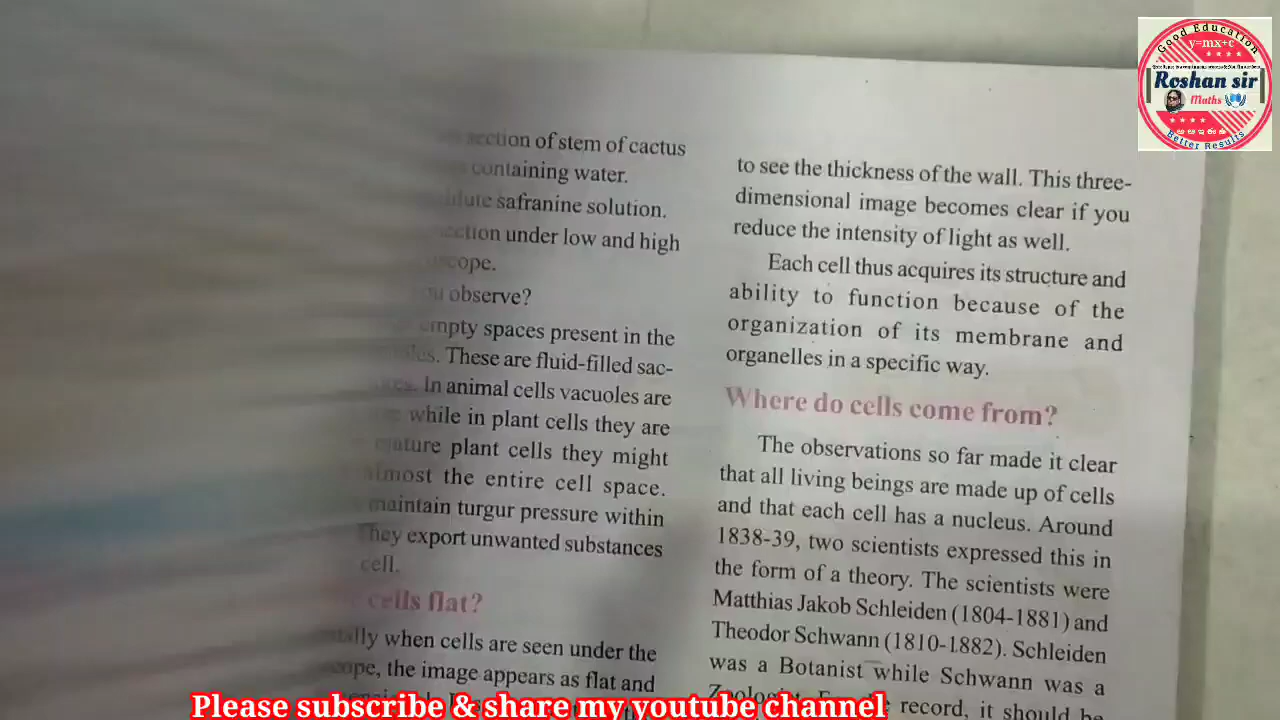 section of stem of cactus
containing water.
dilute safranine solution.
section under low and high
observe?
empty spaces present in the
These are fluid-filled sac-
In animal cells vacuoles are
while in plant cells they are
mature plant cells they might
almost the entire cell space.
maintain turgur pressure within
They export unwanted substances
cell.
cells flat?
when cells are seen under the
the image appears as flat and
to see the thickness of the wall. This three-
dimensional image becomes clear if you
reduce the intensity of light as well.
Each cell thus acquires its structure and
ability to function because of the
organization of its membrane and
organelles in a specific way.
Where do cells come from?
The observations so far made it clear
that all living beings are made up of cells
and that each cell has a nucleus. Around
1838-39, two scientists expressed this in
the form of a theory. The scientists were
Matthias Jakob Schleiden (1804-1881) and
Theodor Schwann (1810-1882). Schleiden
was a Botanist while Schwann was a
record, it should be
Good Education
y=mx+c
Roshan sir
Maths
Better Results
Please subscribe & share my youtube channel